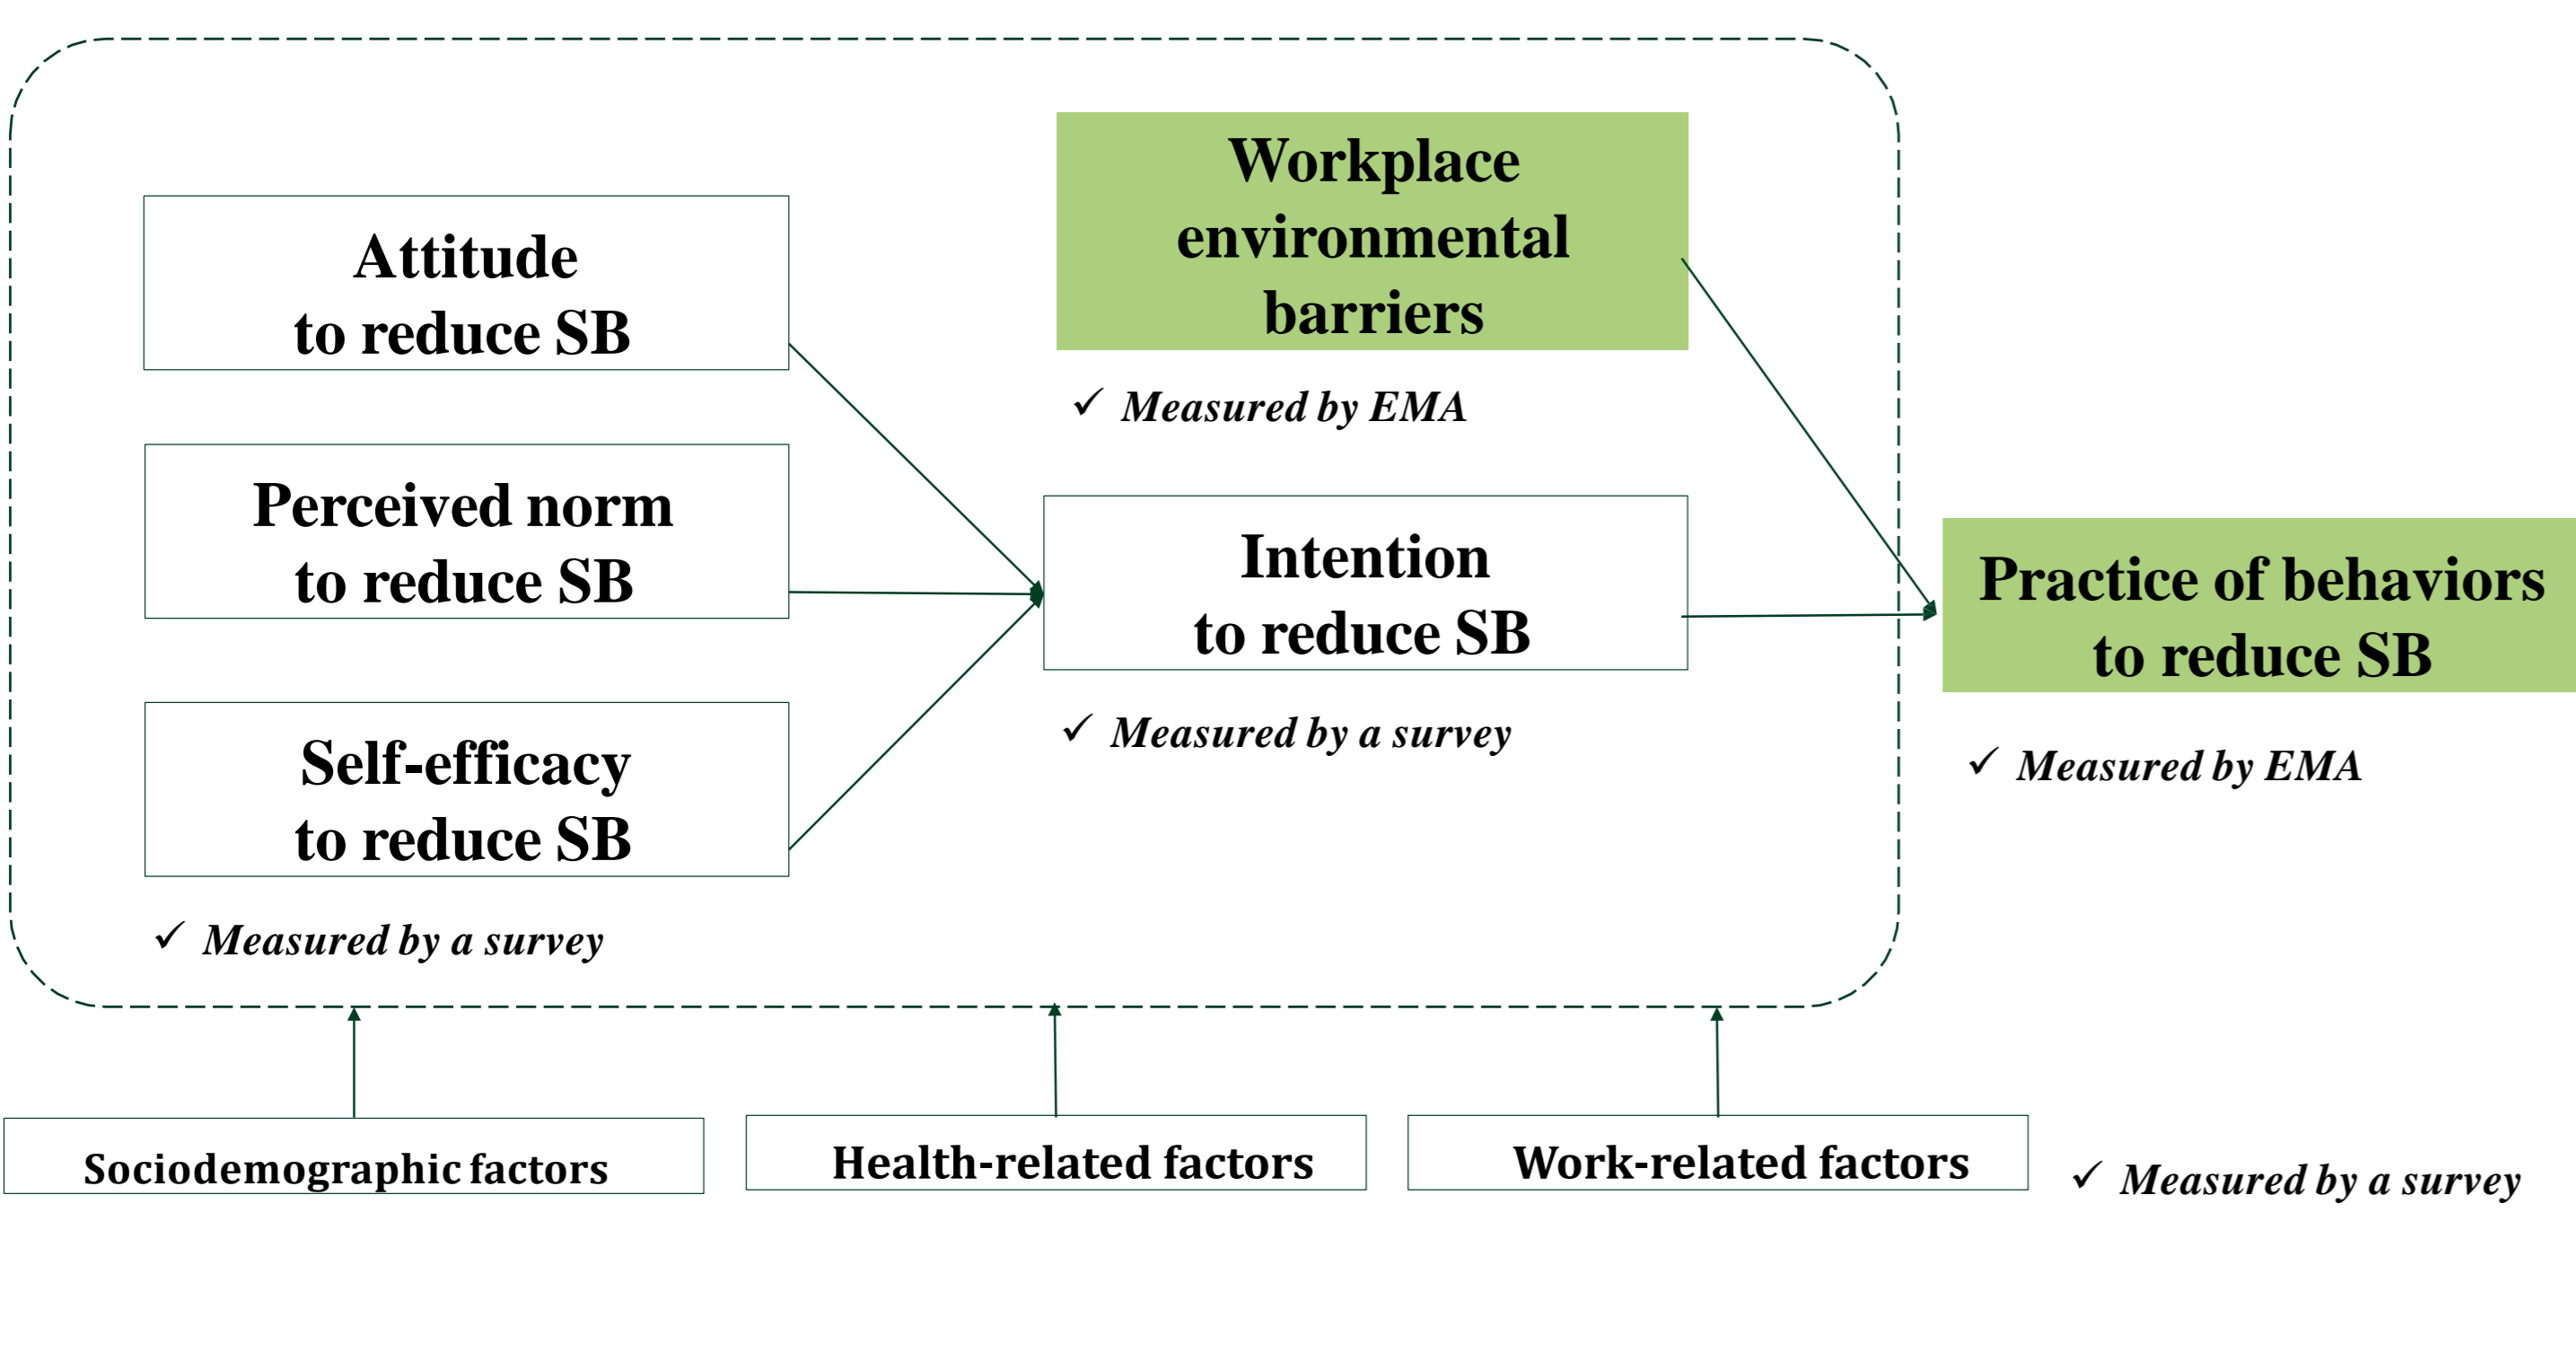 Attitude
to reduce SB
Perceived norm
to reduce SB
Self-efficacy
to reduce SB
✓ Measured by a survey
Workplace
environmental
barriers
✓ Measured by EMA
Intention
to reduce SB
✓ Measured by a survey
Practice of behaviors
to reduce SB
✓ Measured by EMA
Sociodemographic factors
Health-related factors
Work-related factors
✓ Measured by a survey